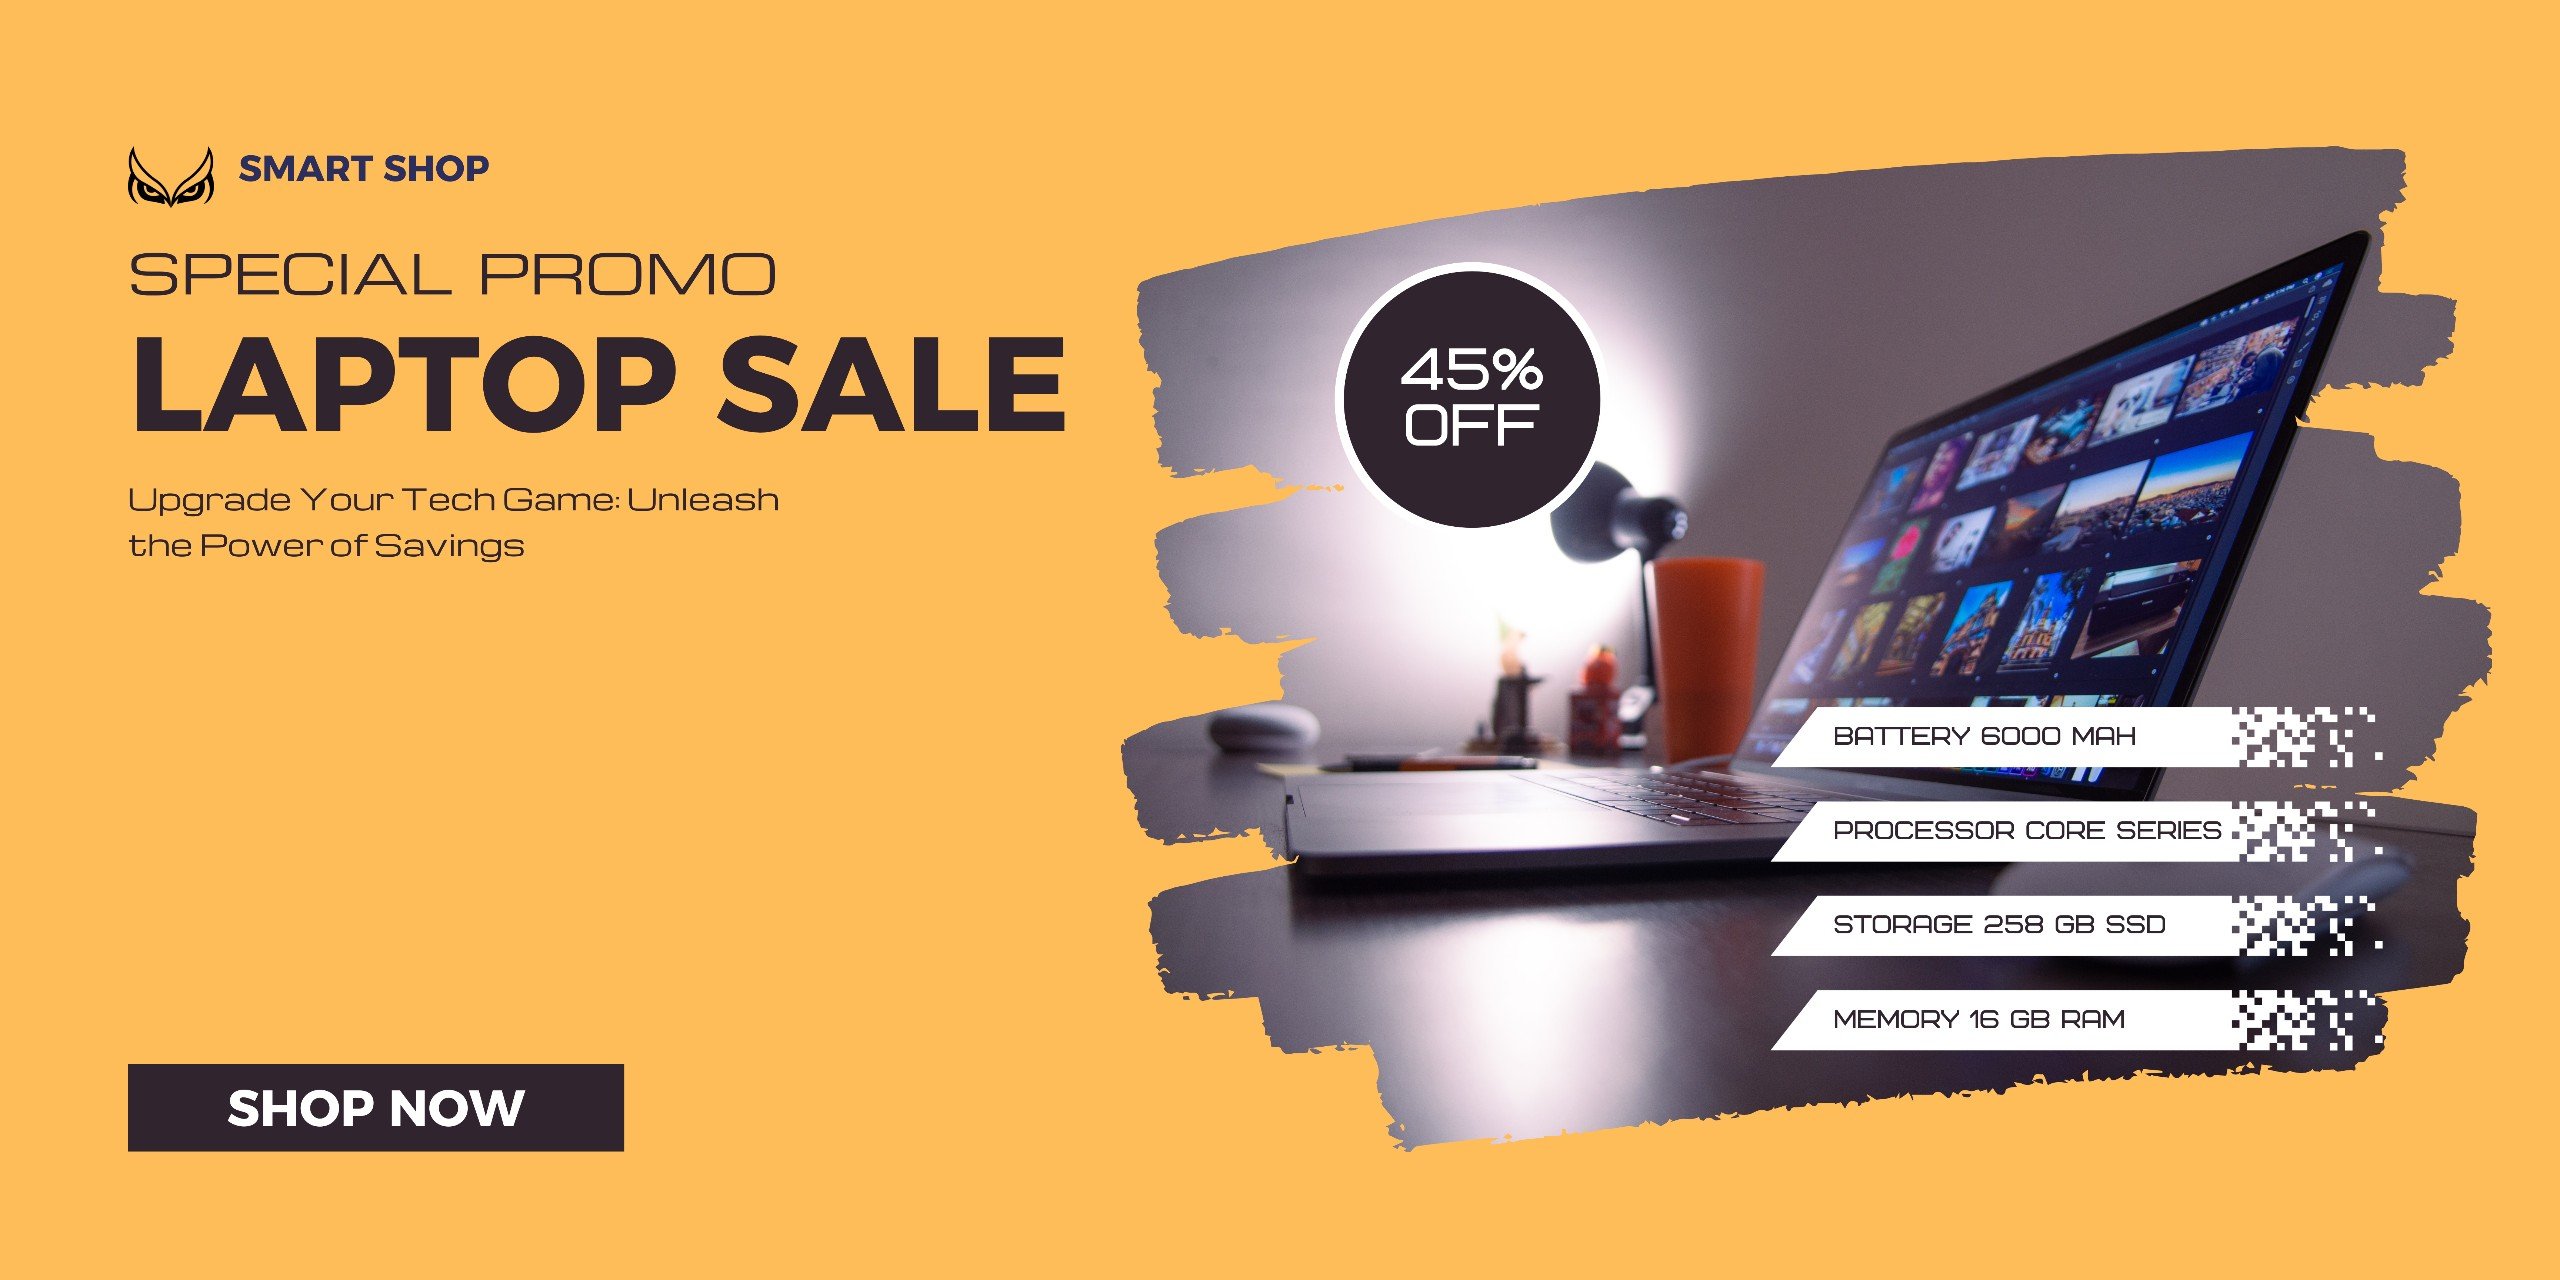 SMART SHOP
SPECIAL PROMO
LAPTOP SALE
Upgrade Your Tech Game: Unleash
the Power of Savings
45%
OFF
BATTERY 6000 MAH
PROCESSOR CORE SERIES
STORAGE 258 GB SSD
MEMORY 16 GB RAM
SHOP NOW